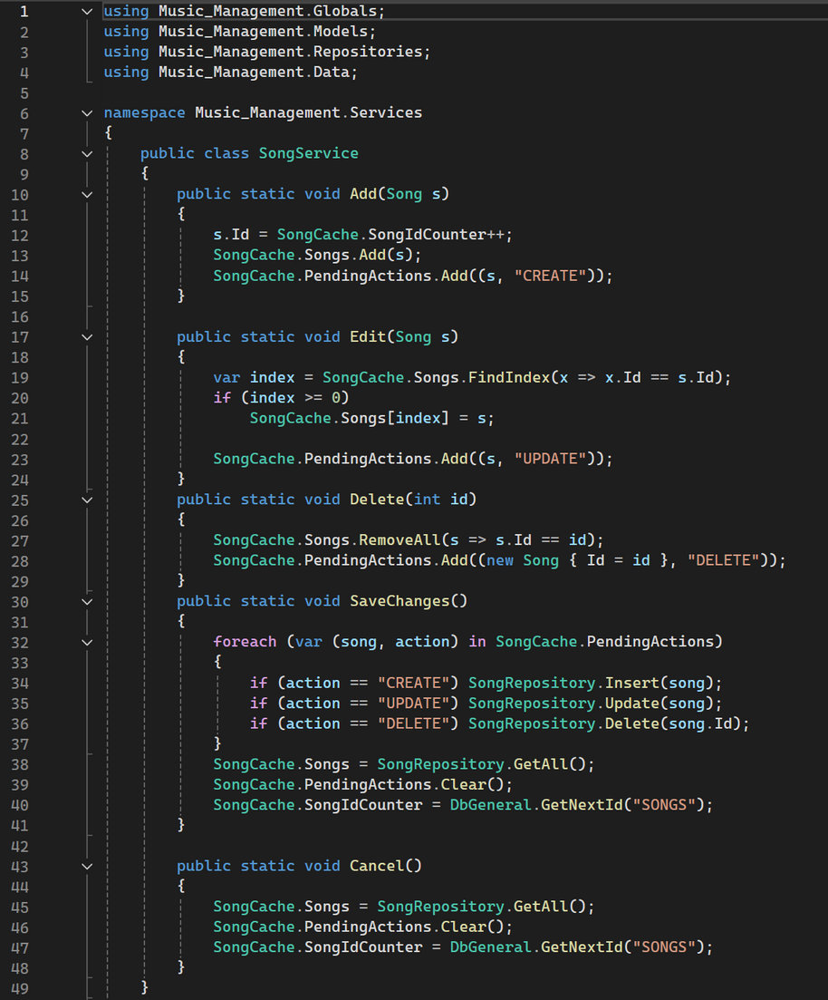 1 using Music_Management.Globals;
2 using Music_Management.Models;
3 using Music_Management.Repositories;
4 using Music_Management.Data;
5
6 namespace Music_Management.Services
7 {
8     public class SongService
9     {
10         public static void Add(Song s)
11         {
12             s.Id = SongCache.SongIdCounter++;
13             SongCache.Songs.Add(s);
14             SongCache.PendingActions.Add((s, "CREATE"));
15         }
16
17         public static void Edit(Song s)
18         {
19             var index = SongCache.Songs.FindIndex(x => x.Id == s.Id);
20             if (index >= 0)
21                 SongCache.Songs[index] = s;
22
23             SongCache.PendingActions.Add((s, "UPDATE"));
24         }
25         public static void Delete(int id)
26         {
27             SongCache.Songs.RemoveAll(s => s.Id == id);
28             SongCache.PendingActions.Add((new Song { Id = id }, "DELETE"));
29         }
30         public static void SaveChanges()
31         {
32             foreach (var (song, action) in SongCache.PendingActions)
33             {
34                 if (action == "CREATE") SongRepository.Insert(song);
35                 if (action == "UPDATE") SongRepository.Update(song);
36                 if (action == "DELETE") SongRepository.Delete(song.Id);
37             }
38             SongCache.Songs = SongRepository.GetAll();
39             SongCache.PendingActions.Clear();
40             SongCache.SongIdCounter = DbGeneral.GetNextId("SONGS");
41         }
42
43         public static void Cancel()
44         {
45             SongCache.Songs = SongRepository.GetAll();
46             SongCache.PendingActions.Clear();
47             SongCache.SongIdCounter = DbGeneral.GetNextId("SONGS");
48         }
49     }